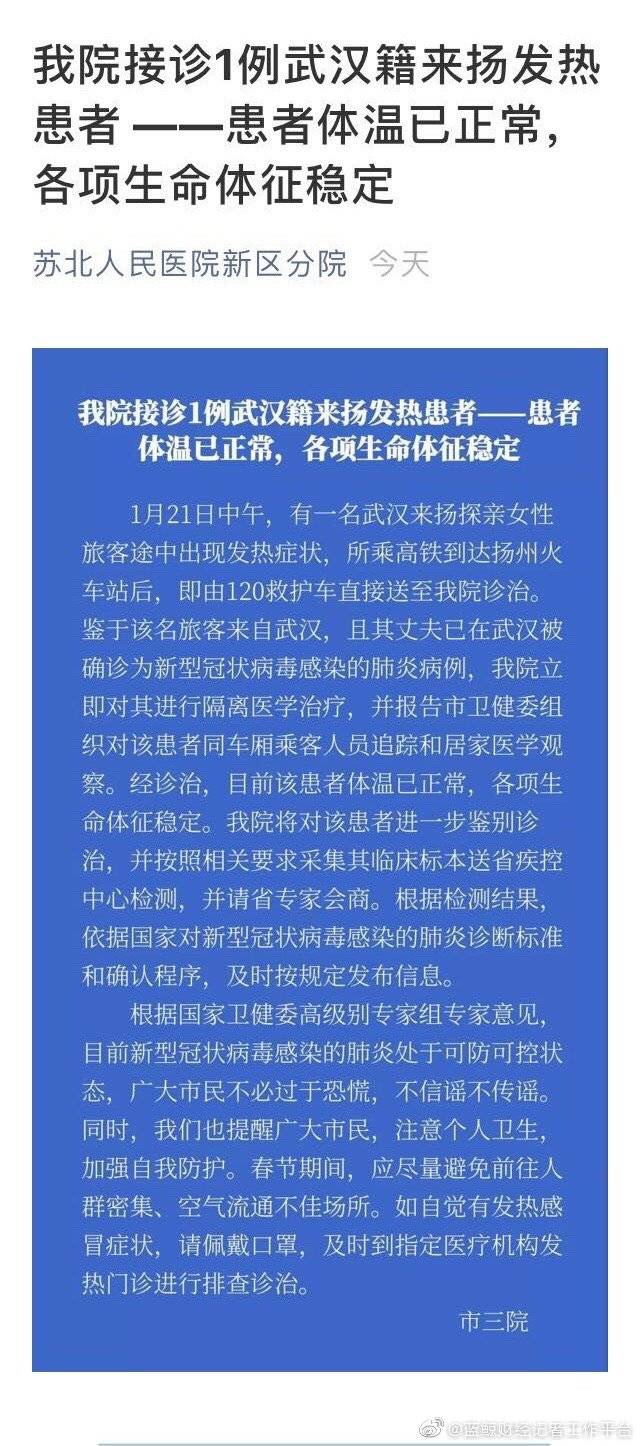 我院接诊1例武汉籍来扬发热
患者 ——患者体温已正常，
各项生命体征稳定
苏北人民医院新区分院 今天
我院接诊1例武汉籍来扬发热患者——患者
体温已正常，各项生命体征稳定
1月21日中午，有一名武汉来扬探亲女性
旅客途中出现发热症状，所乘高铁到达扬州火
车站后，即由120救护车直接送至我院诊治。
鉴于该名旅客来自武汉，且其丈夫已在武汉被
确诊为新型冠状病毒感染的肺炎病例，我院立
即对其进行隔离医学治疗，并报告市卫健委组
织对该患者同车厢乘客人员追踪和居家医学观
察。经诊治，目前该患者体温已正常，各项生
命体征稳定。我院将对该患者进一步鉴别诊
治，并按照相关要求采集其临床标本送省疾控
中心检测，并请省专家会商。根据检测结果，
依据国家对新型冠状病毒感染的肺炎诊断标准
和确认程序，及时按规定发布信息。
根据国家卫健委高级别专家组专家意见，
目前新型冠状病毒感染的肺炎处于可防可控状
态，广大市民不必过于恐慌，不信谣不传谣。
同时，我们也提醒广大市民，注意个人卫生，
加强自我防护。春节期间，应尽量避免前往人
群密集、空气流通不佳场所。如自觉有发热感
冒症状，请佩戴口罩，及时到指定医疗机构发
热门诊进行排查诊治。
市三院
@蓝鲸财经记者工作平台